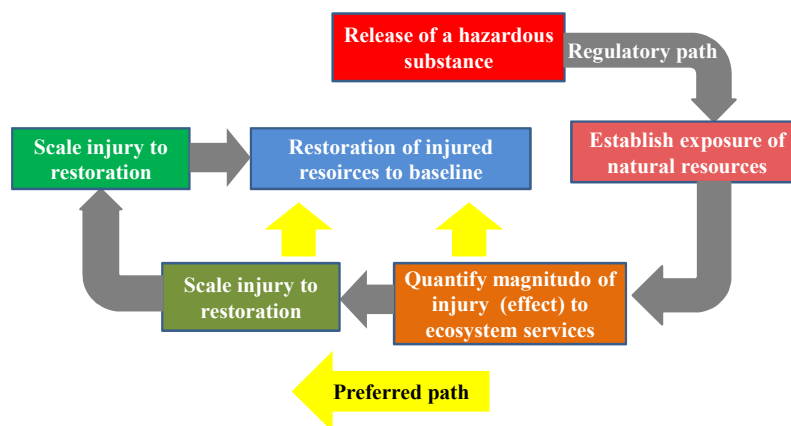 Release of a hazardous
substance
Regulatory path
Scale injury to
restoration
Restoration of injured
resoirces to baseline
Establish exposure of
natural resources
Scale injury to
restoration
Quantify magnitudo of
injury (effect) to
ecosystem services
Preferred path